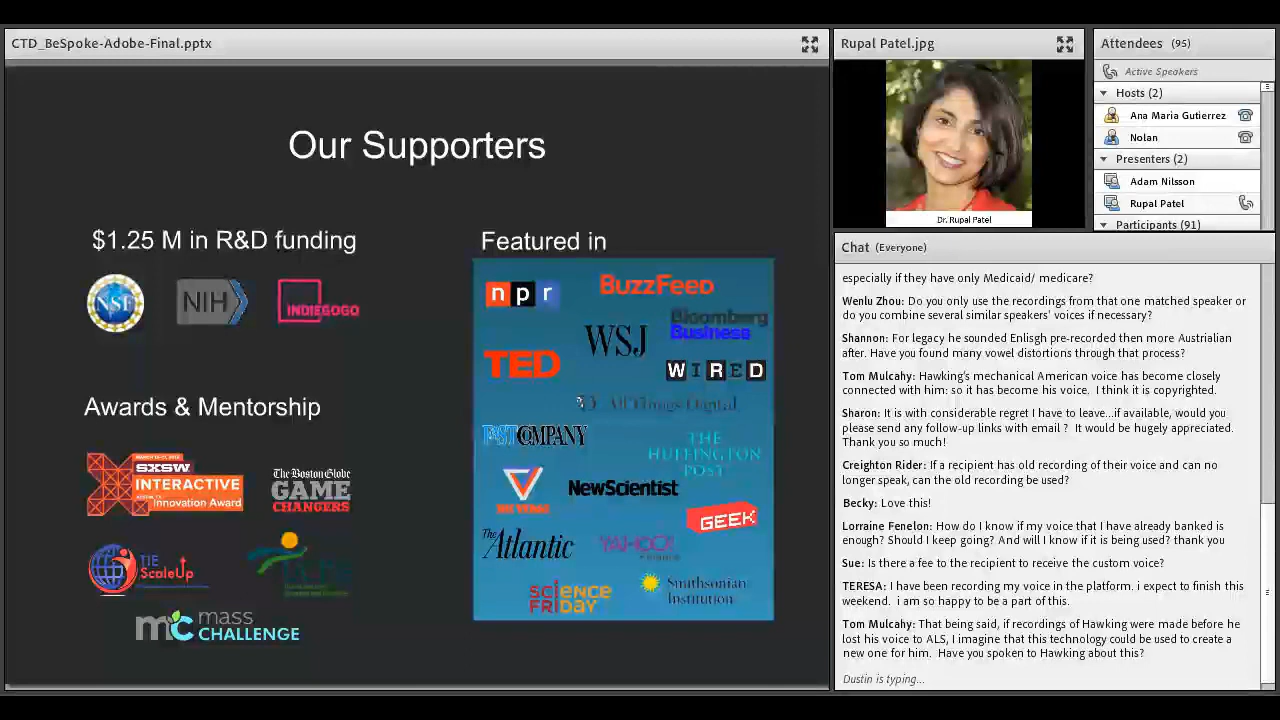 CTD_BeSpoke-Adobe-Final.pptx
Our Supporters
$1.25 M in R&D funding
NSF
NIH
INDIEGOGO
Awards & Mentorship
SXSW
INTERACTIVE
Innovation Award
The Boston Globe
GAME
CHANGERS
TIE
ScaleUp
mc mass
CHALLENGE
Featured in
npr
BuzzFeed
Bloomberg
Business
WSJ
TED
WIRED
All Things Digital
FAST COMPANY
THE
HUFFINGTON
POST
NewScientist
GEEK
The Atlantic
YAHOO!
SCIENCE
FRIDAY
Smithsonian
Institution
Rupal Patel.jpg
Dr. Rupal Patel
Attendees (95)
Active Speakers
Hosts (2)
Ana Maria Gutierrez
Nolan
Presenters (2)
Adam Nilsson
Rupal Patel
Participants (91)
Chat (Everyone)
especially if they have only Medicaid/ medicare?
Wenlu Zhou: Do you only use the recordings from that one matched speaker or
do you combine several similar speakers' voices if necessary?
Shannon: For legacy he sounded Enlisgh pre-recorded then more Austrialian
after. Have you found many vowel distortions through that process?
Tom Mulcahy: Hawking's mechanical American voice has become closely
connected with him: so it has become his voice. I think it is copyrighted.
Sharon: It is with considerable regret I have to leave...if available, would you
please send any follow-up links with email ? It would be hugely appreciated.
Thank you so much!
Creighton Rider: If a recipient has old recording of their voice and can no
longer speak, can the old recording be used?
Becky: Love this!
Lorraine Fenelon: How do I know if my voice that I have already banked is
enough? Should I keep going? And will I know if it is being used? thank you
Sue: Is there a fee to the recipient to receive the custom voice?
TERESA: I have been recording my voice in the platform. i expect to finish this
weekend. i am so happy to be a part of this.
Tom Mulcahy: That being said, if recordings of Hawking were made before he
lost his voice to ALS, I imagine that this technology could be used to create a
new one for him. Have you spoken to Hawking about this?
Dustin is typing...